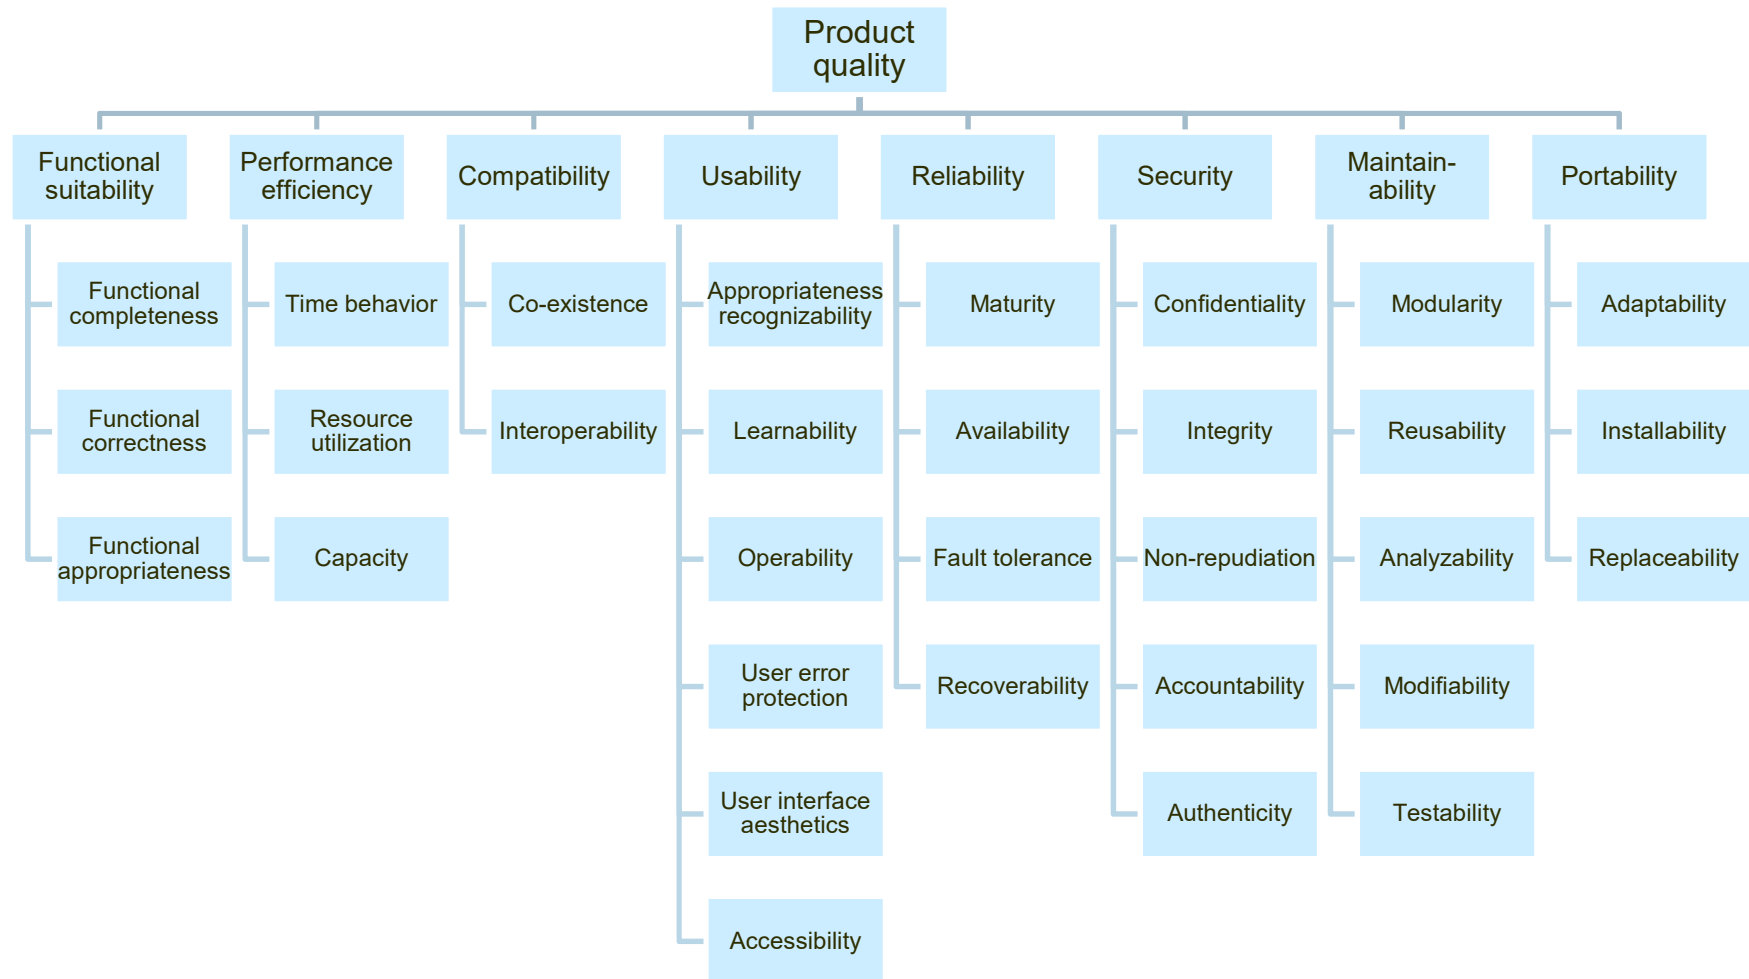 Product
quality
Functional
suitability
Performance
efficiency
Compatibility
Usability
Reliability
Security
Maintain-
ability
Portability
Functional
completeness
Functional
correctness
Functional
appropriateness
Time behavior
Resource
utilization
Capacity
Co-existence
Interoperability
Appropriateness
recognizability
Learnability
Operability
User error
protection
User interface
aesthetics
Accessibility
Maturity
Availability
Fault tolerance
Recoverability
Confidentiality
Integrity
Non-repudiation
Accountability
Authenticity
Modularity
Reusability
Analyzability
Modifiability
Testability
Adaptability
Installability
Replaceability